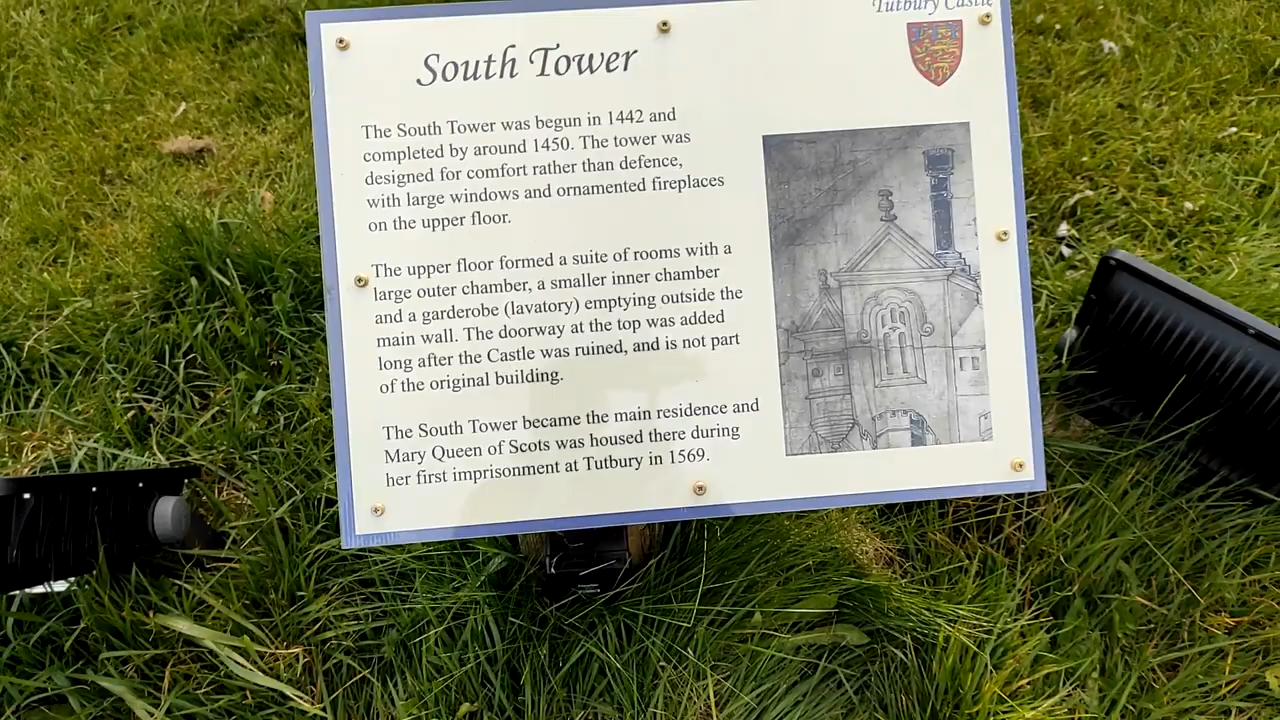 Tutbury Castle
South Tower
The South Tower was begun in 1442 and
completed by around 1450. The tower was
designed for comfort rather than defence,
with large windows and ornamented fireplaces
on the upper floor.
The upper floor formed a suite of rooms with a
large outer chamber, a smaller inner chamber
and a garderobe (lavatory) emptying outside the
main wall. The doorway at the top was added
long after the Castle was ruined, and is not part
of the original building.
The South Tower became the main residence and
Mary Queen of Scots was housed there during
her first imprisonment at Tutbury in 1569.